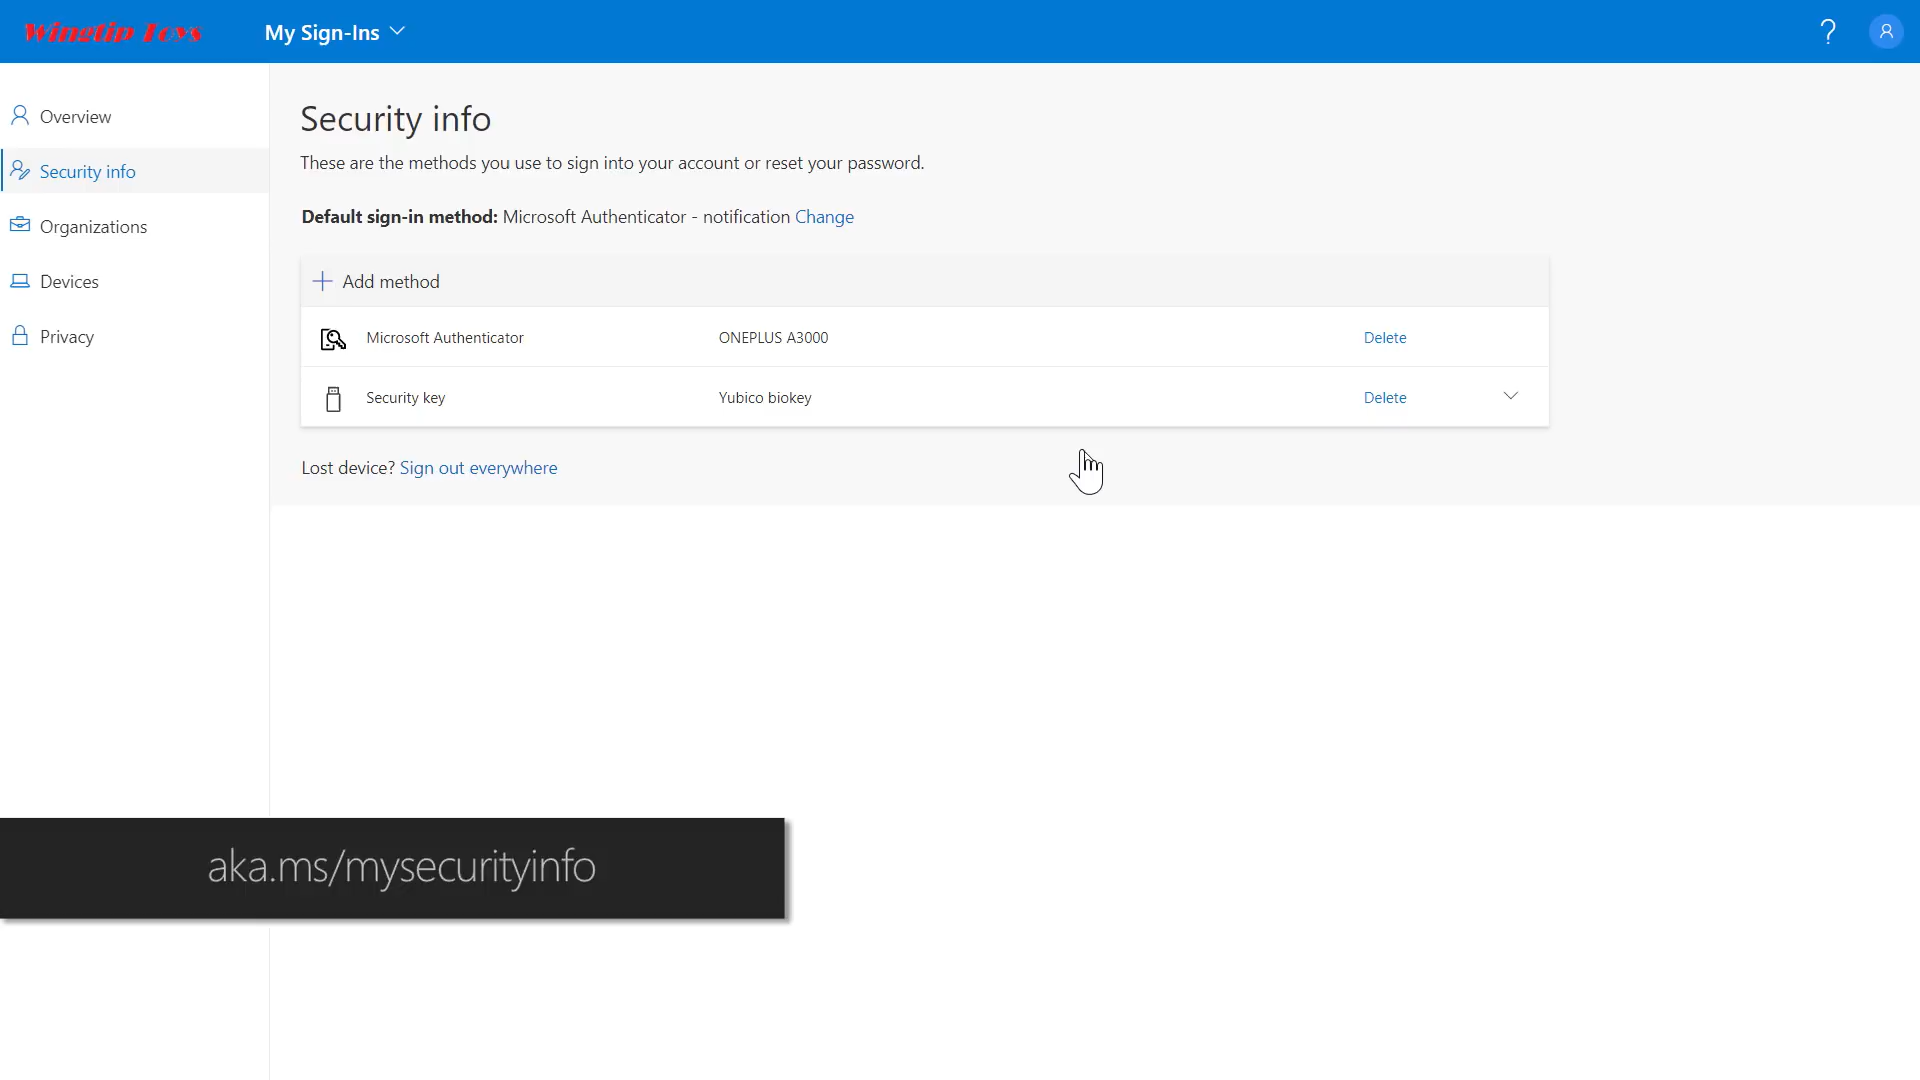 Wingtip Toys
My Sign-Ins
?
Overview
Security info
Organizations
Devices
Privacy
Security info
These are the methods you use to sign into your account or reset your password.
Default sign-in method: Microsoft Authenticator - notification Change
Add method
Microsoft Authenticator ONEPLUS A3000 Delete
Security key Yubico biokey Delete
Lost device? Sign out everywhere
aka.ms/mysecurityinfo